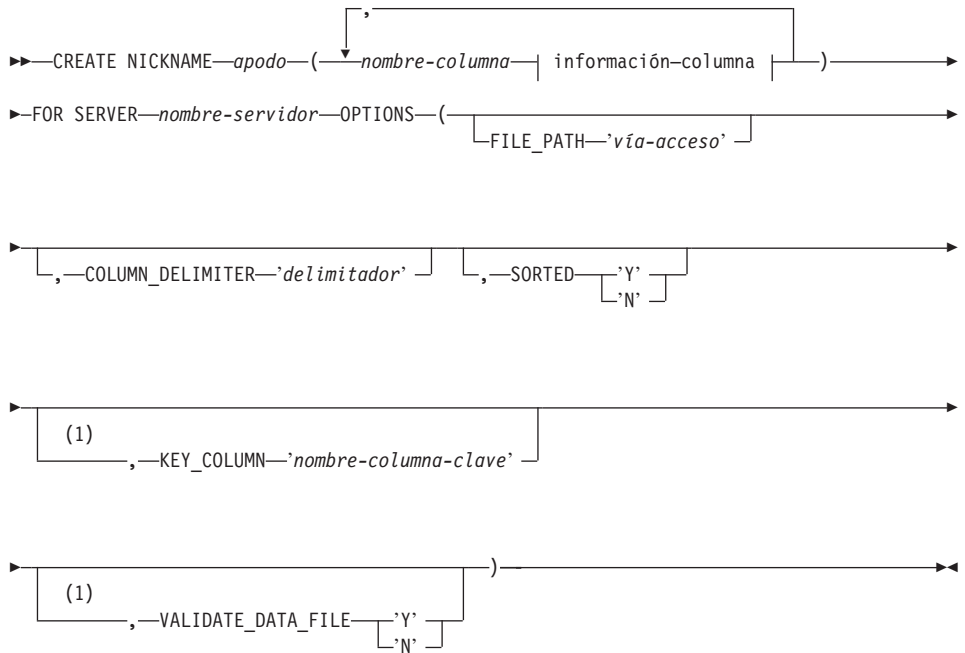 ,
CREATE NICKNAME apodo ( nombre-columna información-columna )
FOR SERVER nombre-servidor OPTIONS (
FILE_PATH ’vía-acceso’
, COLUMN_DELIMITER ’delimitador’ , SORTED ’Y’
’N’
(1)
, KEY_COLUMN ’nombre-columna-clave’
)
(1)
, VALIDATE_DATA_FILE ’Y’
’N’